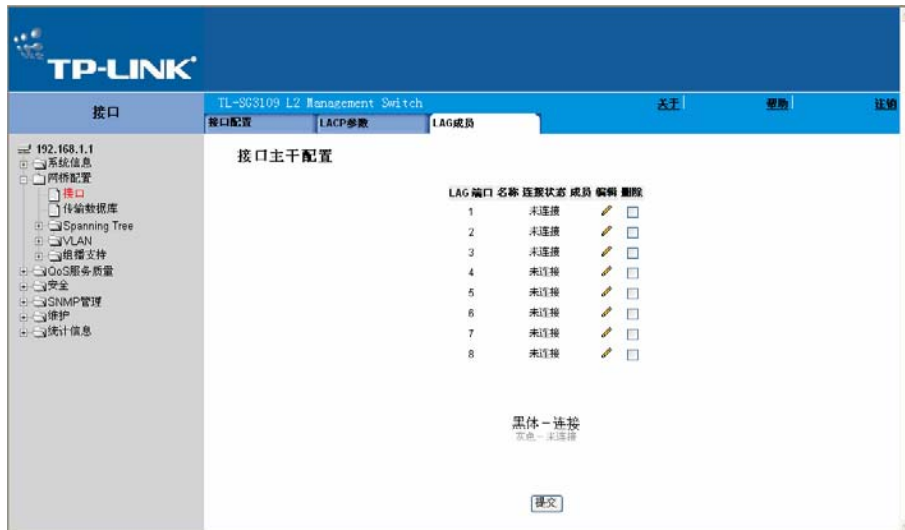 TP-LINK
接口
TL-SG3109 L2 Management Switch
关于
帮助
注销
接口配置
LACP参数
LAG成员
192.168.1.1
系统信息
网桥配置
接口
传输数据库
Spanning Tree
VLAN
组播支持
QoS服务质量
安全
SNMP管理
维护
统计信息
接口主干配置
LAG 端口 名称 连接状态 成员 编辑 删除
1 未连接
2 未连接
3 未连接
4 未连接
5 未连接
6 未连接
7 未连接
8 未连接
黑体－连接
灰色－未连接
提交